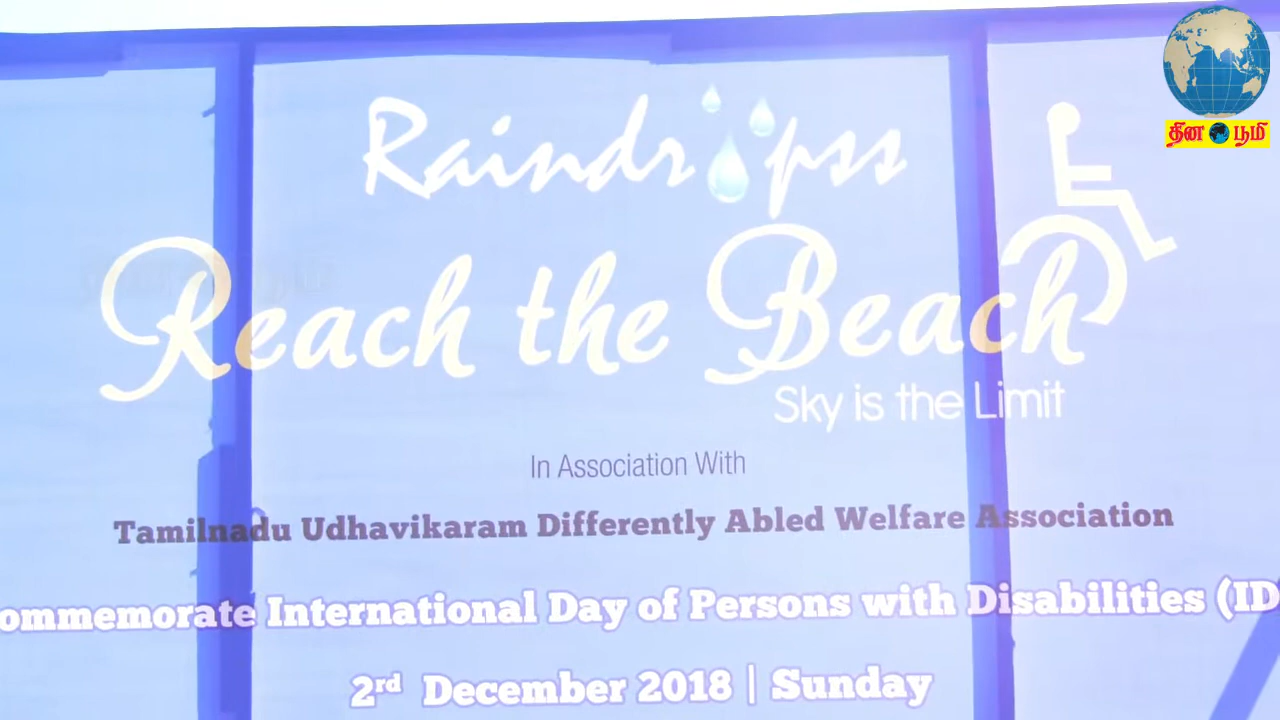 தின பூமி
Raindropss
Reach the Beach
Sky is the Limit
In Association With
Tamilnadu Udhavikaram Differently Abled Welfare Association
ommemorate International Day of Persons with Disabilities (ID
2rd December 2018 | Sunday